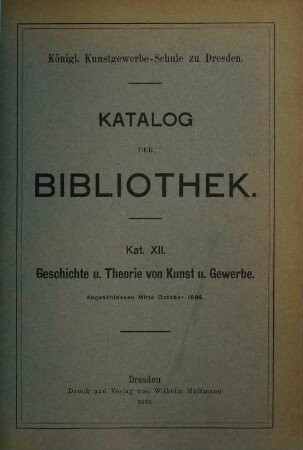 Königl. Kunstgewerbe-Schule zu Dresden.
KATALOG
DER
BIBLIOTHEK.
Kat. XII.
Geschichte u. Theorie von Kunst u. Gewerbe.
Abgeschlossen Mitte October 1896.
Dresden
Druck und Verlag von Wilhelm Hoffmann
1896.